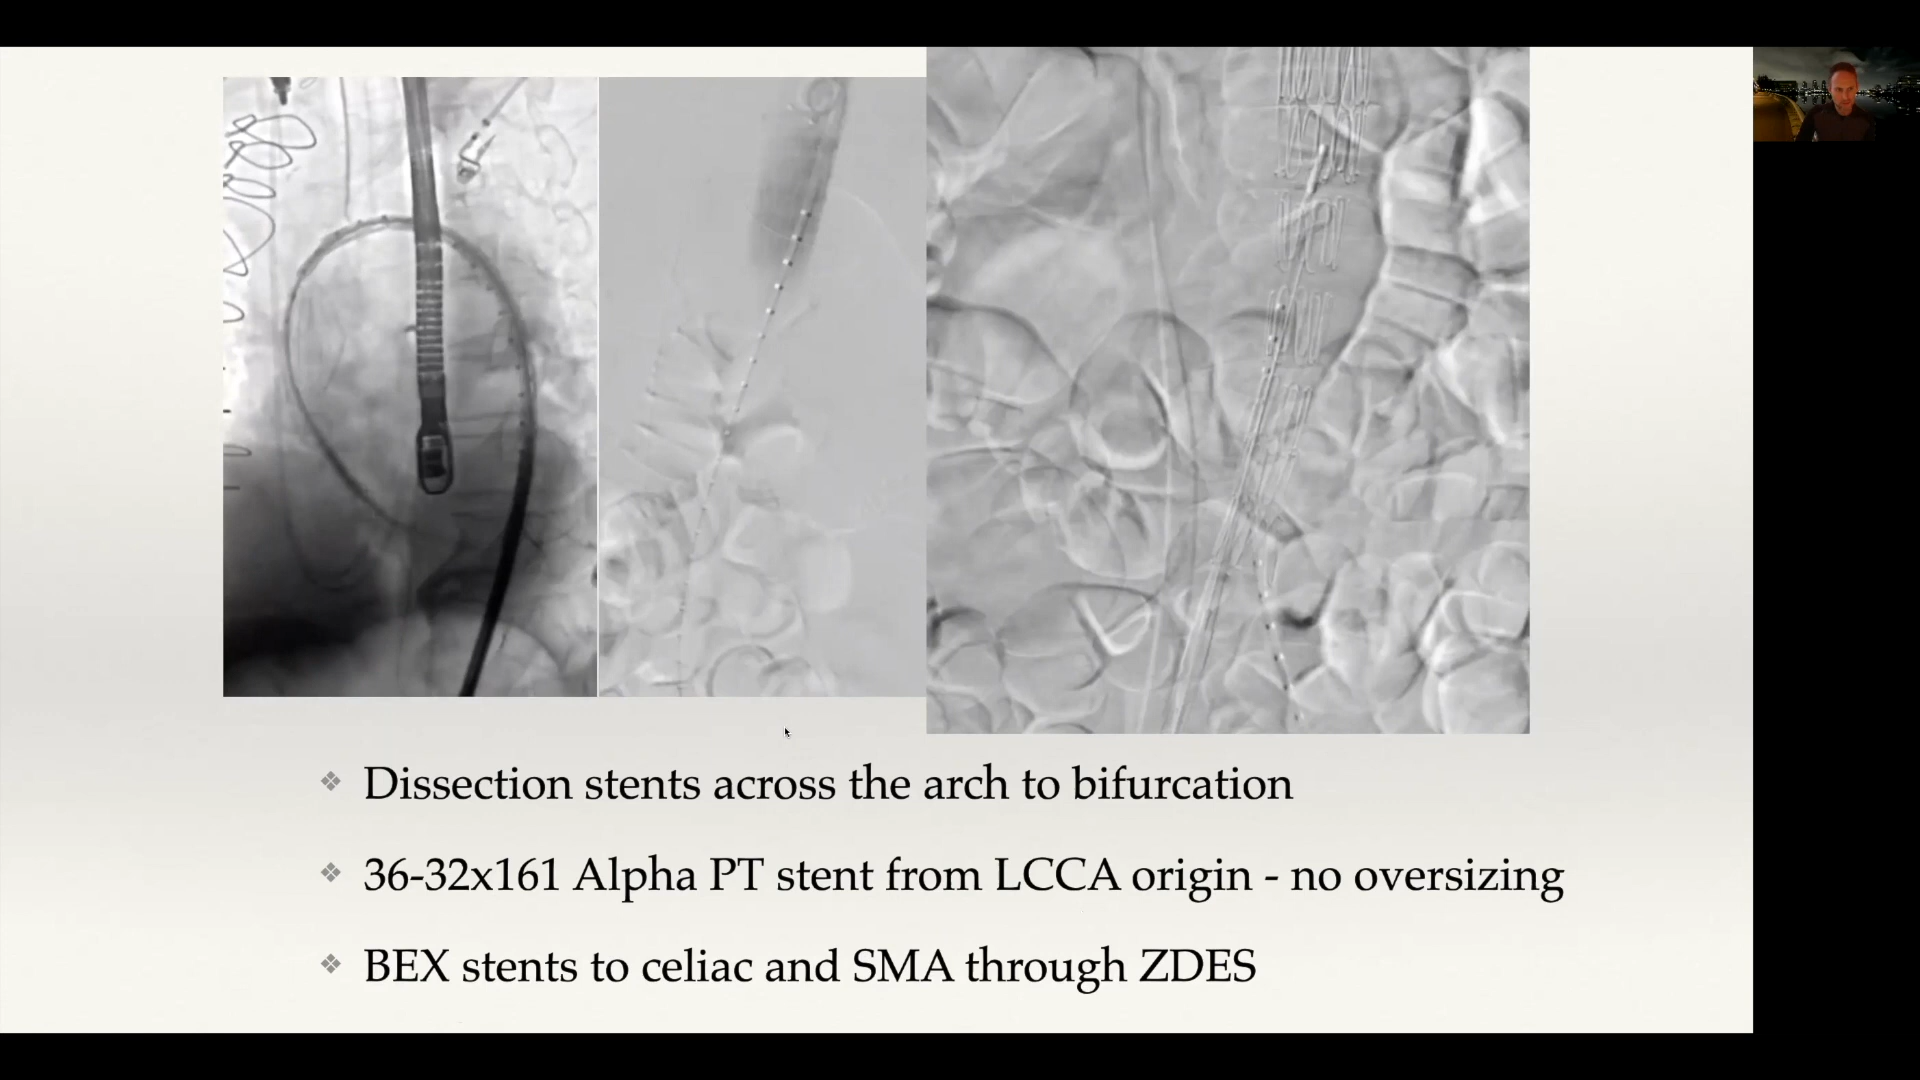 Dissection stents across the arch to bifurcation
36-32x161 Alpha PT stent from LCCA origin - no oversizing
BEX stents to celiac and SMA through ZDES